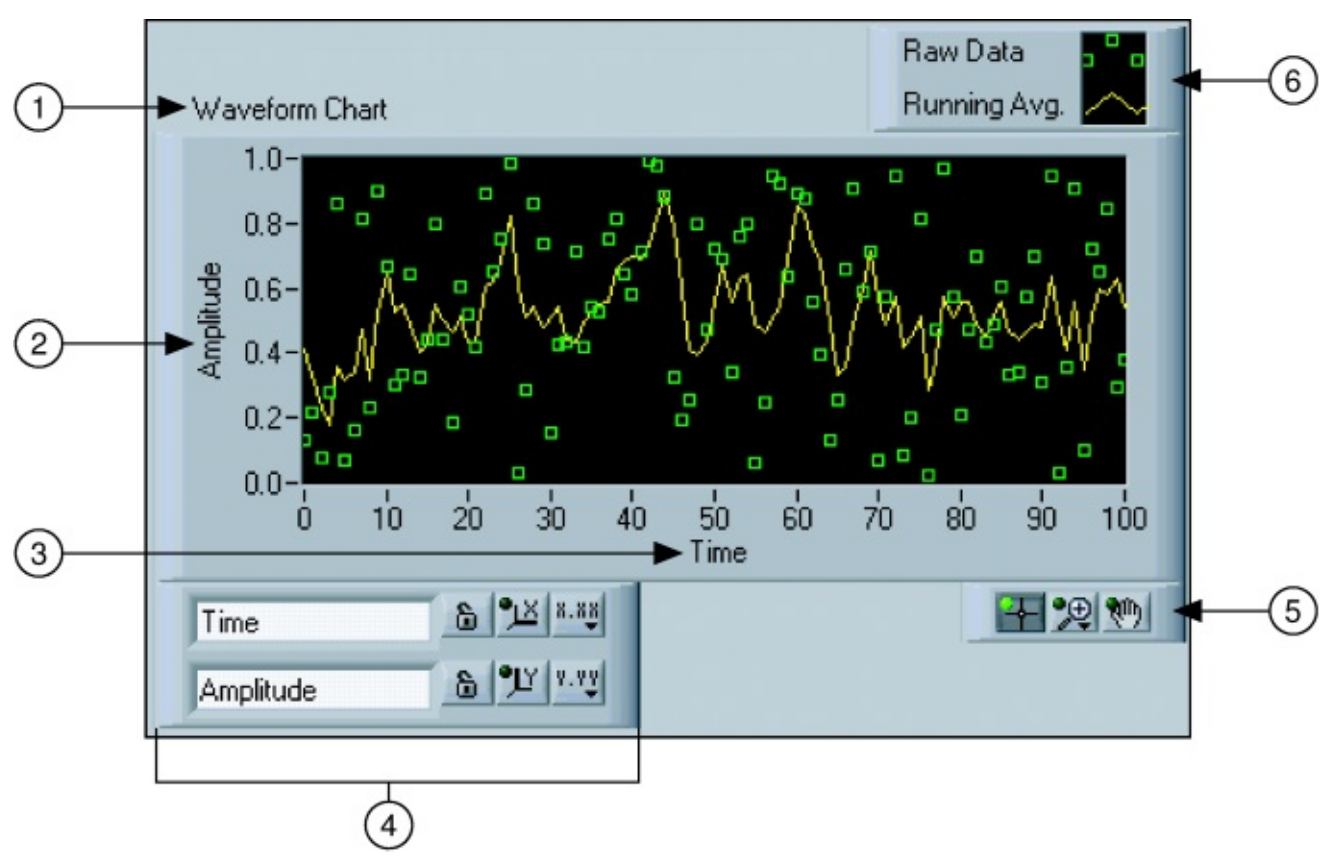 Raw Data
Running Avg.
6
1
Waveform Chart
1.0
0.8
0.6
0.4
0.2
0.0
2
Amplitude
0 10 20 30 40 50 60 70 80 90 100
3
Time
Time
X
X.XX
5
Amplitude
Y
Y.YY
4